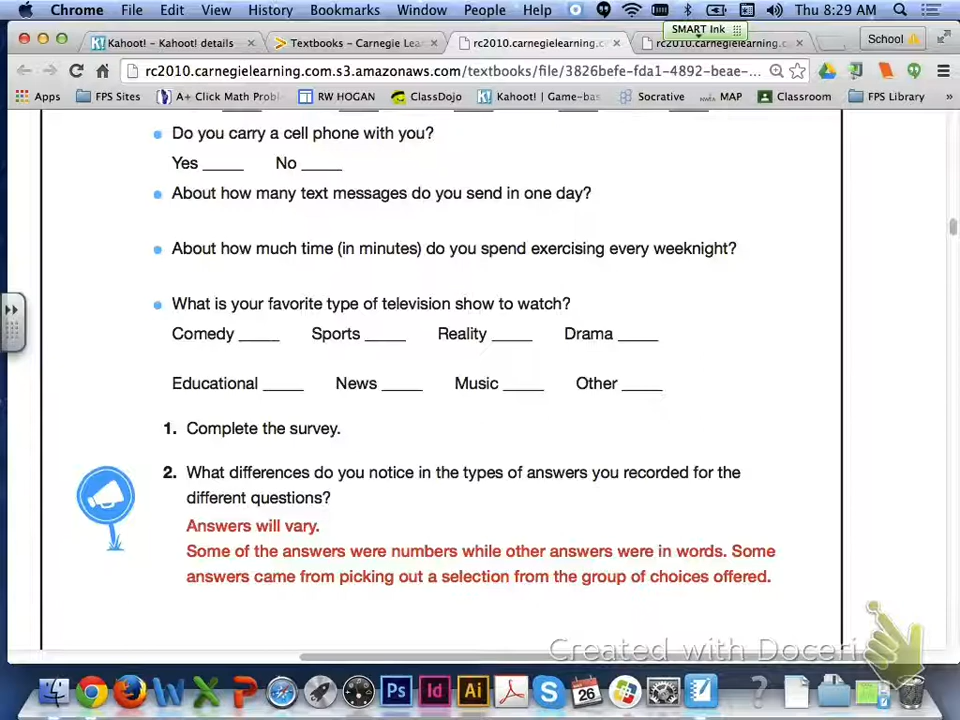 Chrome File Edit View History Bookmarks Window People Help Thu 8:29 AM
SMART Ink
Kahoot! - Kahoot! details × Textbooks – Carnegie Lea × rc2010.carnegielearning.co × rc2010.carnegielearning.co × School
rc2010.carnegielearning.com.s3.amazonaws.com/textbooks/file/3826befe-fda1-4892-beae-...
Apps FPS Sites A+ Click Math Probl RW HOGAN ClassDojo Kahoot! | Game-bas Socrative MAP Classroom FPS Library »
Do you carry a cell phone with you?
Yes _____ No _____
About how many text messages do you send in one day?
About how much time (in minutes) do you spend exercising every weeknight?
What is your favorite type of television show to watch?
Comedy _____ Sports _____ Reality _____ Drama _____
Educational _____ News _____ Music _____ Other _____
1. Complete the survey.
2. What differences do you notice in the types of answers you recorded for the
different questions?
Answers will vary.
Some of the answers were numbers while other answers were in words. Some
answers came from picking out a selection from the group of choices offered.
Created with Doceri
Ps Id Ai 26